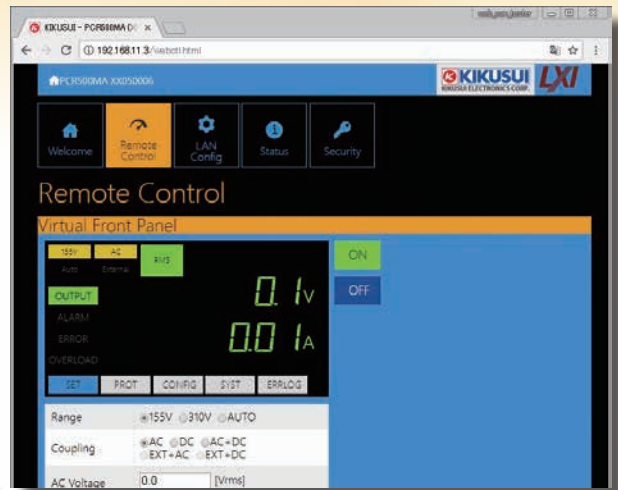 KIKUSUI - PCR500MA D
192.168.11.3/webctl.html
PCR500MA XX050006
KIKUSUI
KIKUSUI ELECTRONICS CORP.
LXI
Welcome
Remote Control
LAN Config
Status
Security
Remote Control
Virtual Front Panel
155V AC RMS
Auto External
ON
OUTPUT
0.1V
OFF
ALARM
ERROR
0.01A
OVERLOAD
SET PROT CONFIG SYST ERRLOG
Range 155V 310V AUTO
Coupling AC DC AC+DC
EXT+AC EXT+DC
AC Voltage 0.0 [Vrms]